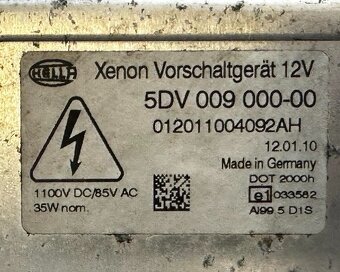 HELLA
Xenon Vorschaltgerät 12V
5DV 009 000-00
012011004092AH
12.01.10
Made in Germany
DOT 2000h
1100V DC/85V AC
e1 033582
35W nom.
Al99 5 D1S